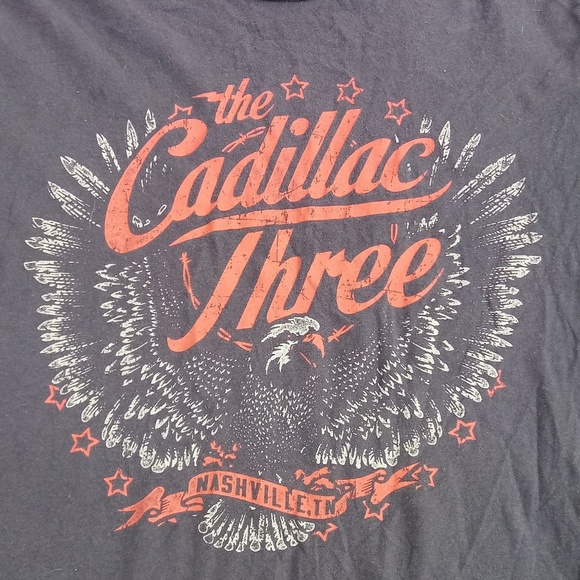 the
Cadillac
Three
NASHVILLE, TN